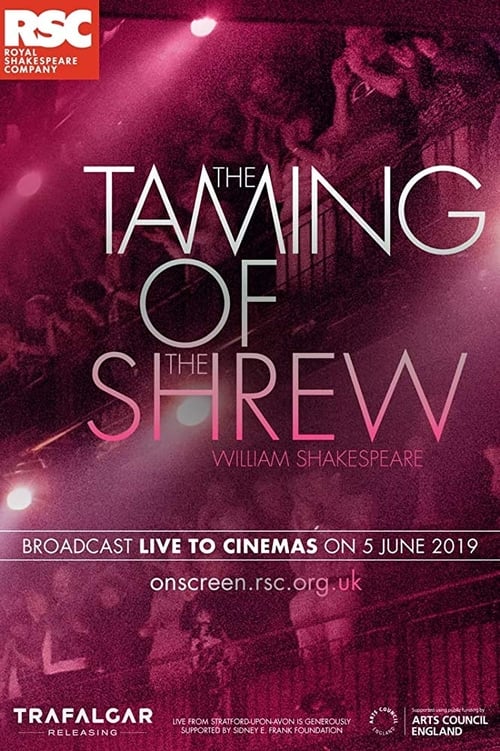 RSC
ROYAL
SHAKESPEARE
COMPANY
THE
TAMING
OF
THE
SHREW
WILLIAM SHAKESPEARE
BROADCAST LIVE TO CINEMAS ON 5 JUNE 2019
onscreen.rsc.org.uk
TRAFALGAR
RELEASING
LIVE FROM STRATFORD-UPON-AVON IS GENEROUSLY
SUPPORTED BY SIDNEY E. FRANK FOUNDATION
ARTS COUNCIL
ENGLAND
Supported using public funding by
ARTS COUNCIL
ENGLAND